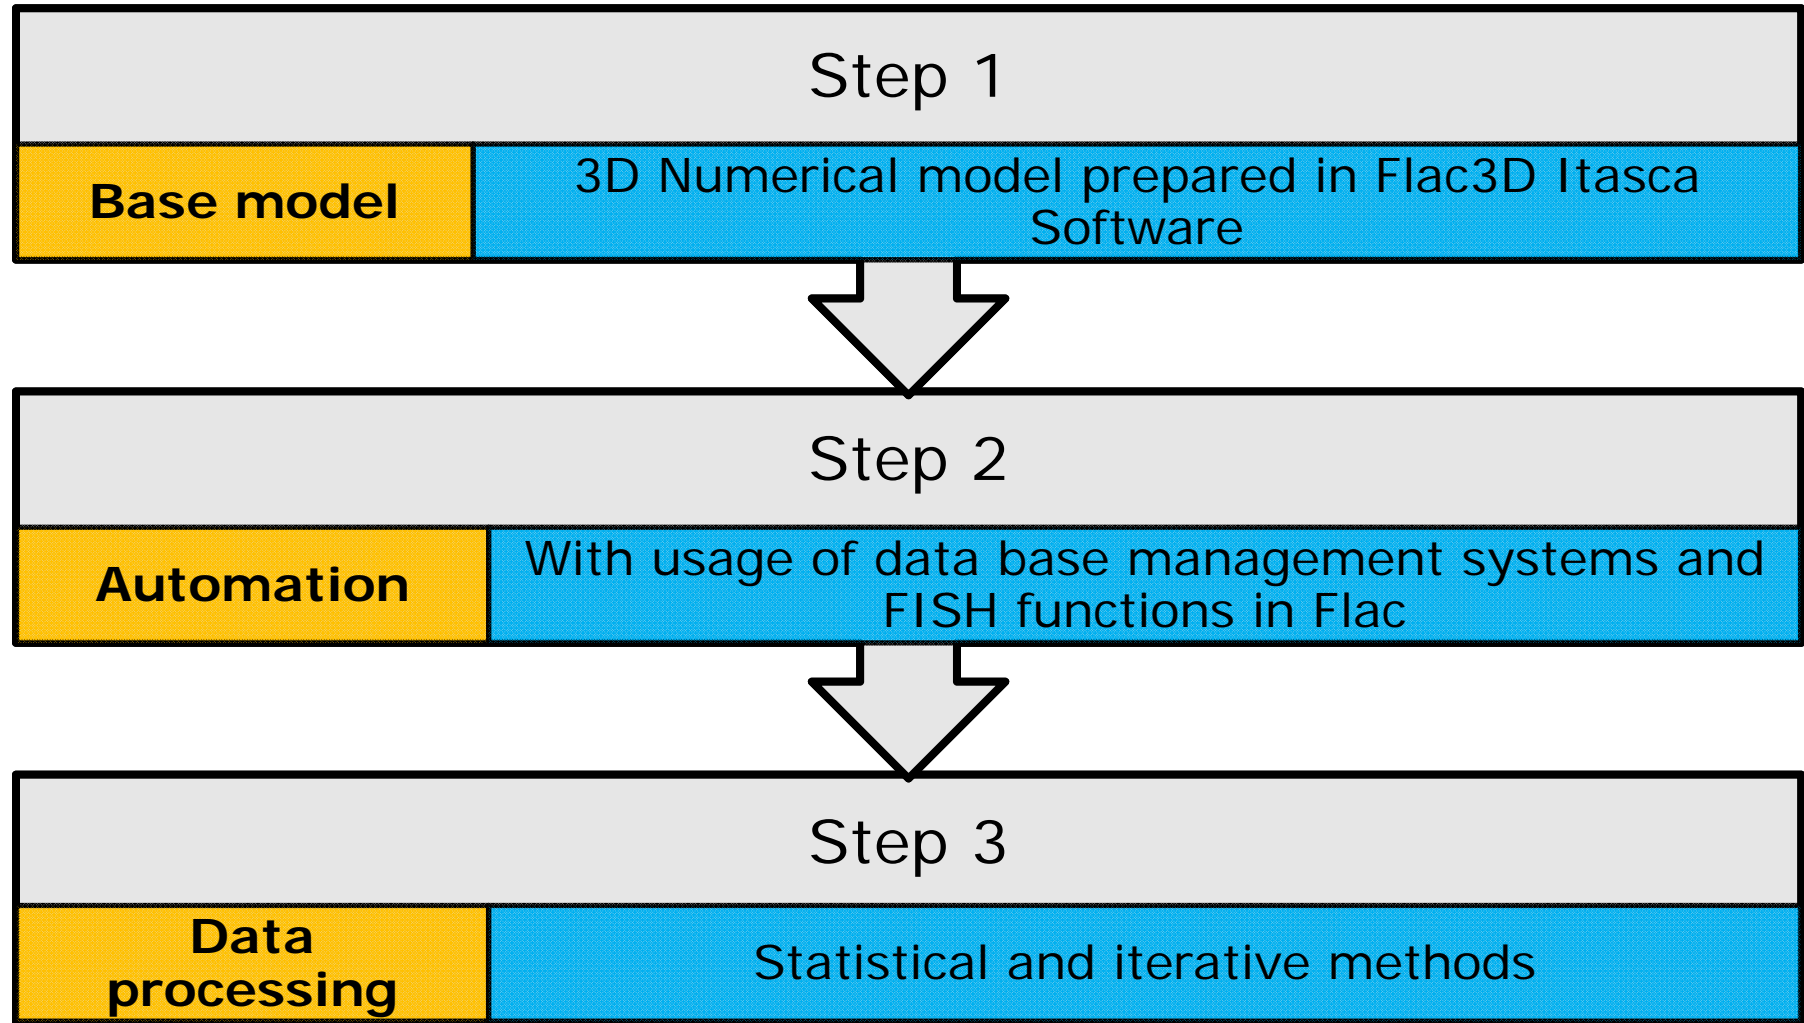 Step 1
Base model
3D Numerical model prepared in Flac3D Itasca
Software
Step 2
Automation
With usage of data base management systems and
FISH functions in Flac
Step 3
Data
processing
Statistical and iterative methods